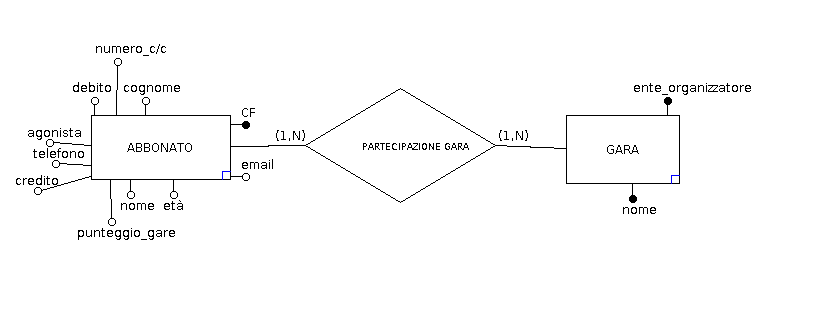 numero_c/c
debito
cognome
ente_organizzatore
CF
agonista
(1,N)
(1,N)
ABBONATO
PARTECIPAZIONE GARA
GARA
telefono
email
credito
nome
età
nome
punteggio_gare